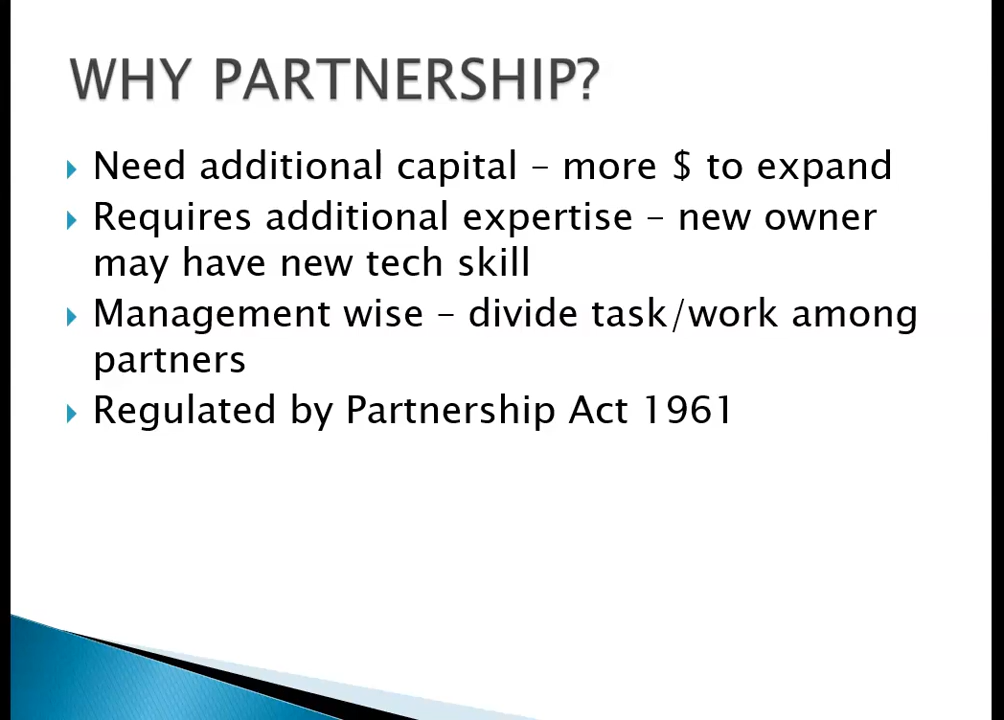 WHY PARTNERSHIP?
Need additional capital – more $ to expand
Requires additional expertise – new owner
may have new tech skill
Management wise – divide task/work among
partners
Regulated by Partnership Act 1961